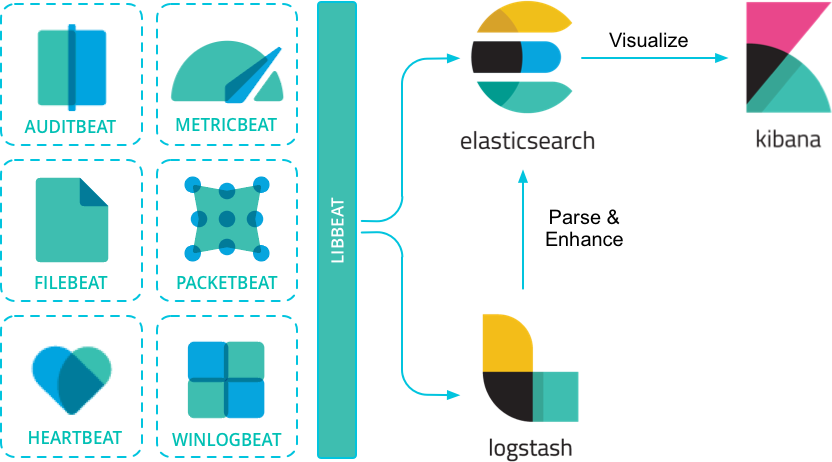 AUDITBEAT
METRICBEAT
FILEBEAT
PACKETBEAT
HEARTBEAT
WINLOGBEAT
LIBBEAT
elasticsearch
Visualize
kibana
Parse &
Enhance
logstash